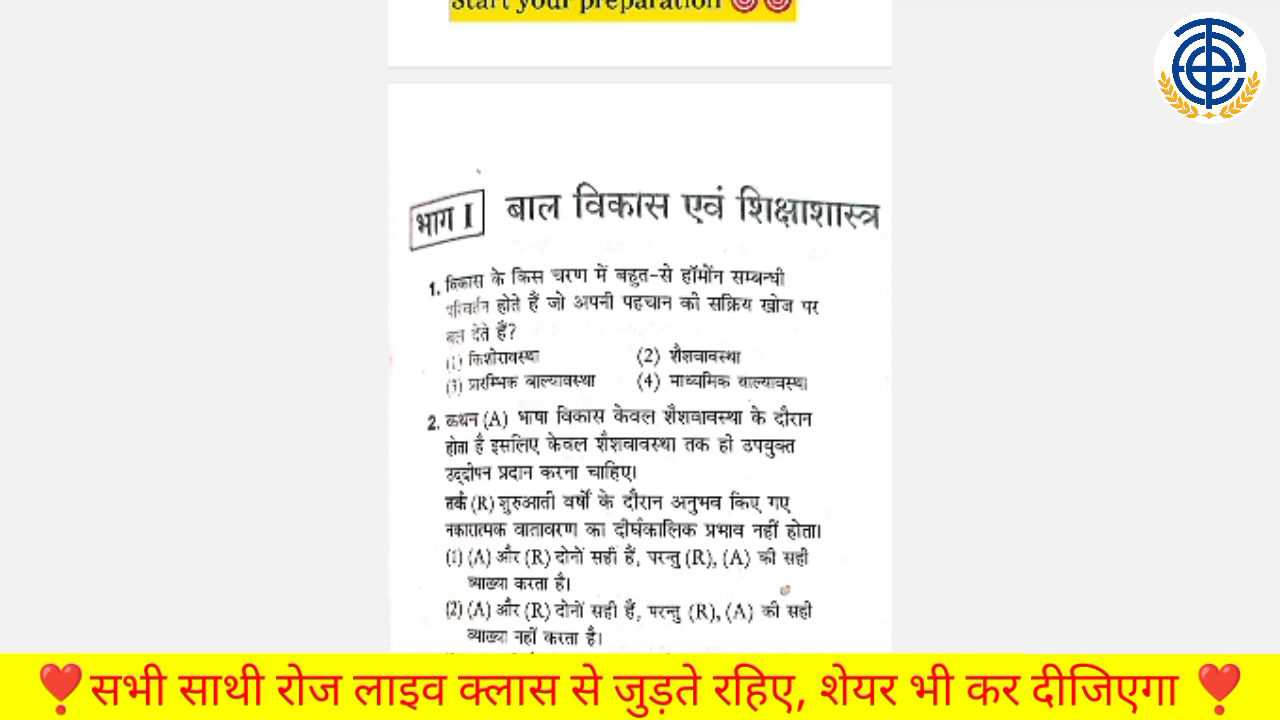 Start your preparation 🎯🎯
भाग I बाल विकास एवं शिक्षाशास्त्र
1. विकास के किस चरण में बहुत-से हॉर्मोन सम्बन्धी
परिवर्तन होते हैं जो अपनी पहचान की सक्रिय खोज पर
बल देते हैं?
(1) किशोरावस्था (2) शैशवावस्था
(3) प्रारम्भिक बाल्यावस्था (4) माध्यमिक बाल्यावस्था
2. कथन (A) भाषा विकास केवल शैशवावस्था के दौरान
होता है इसलिए केवल शैशवावस्था तक ही उपयुक्त
उद्दीपन प्रदान करना चाहिए।
तर्क (R) शुरुआती वर्षों के दौरान अनुभव किए गए
नकारात्मक वातावरण का दीर्घकालिक प्रभाव नहीं होता।
(1) (A) और (R) दोनों सही हैं, परन्तु (R), (A) की सही
व्याख्या करता है।
(2) (A) और (R) दोनों सही हैं, परन्तु (R), (A) की सही
व्याख्या नहीं करता है।
❣️सभी साथी रोज लाइव क्लास से जुड़ते रहिए, शेयर भी कर दीजिएगा ❣️